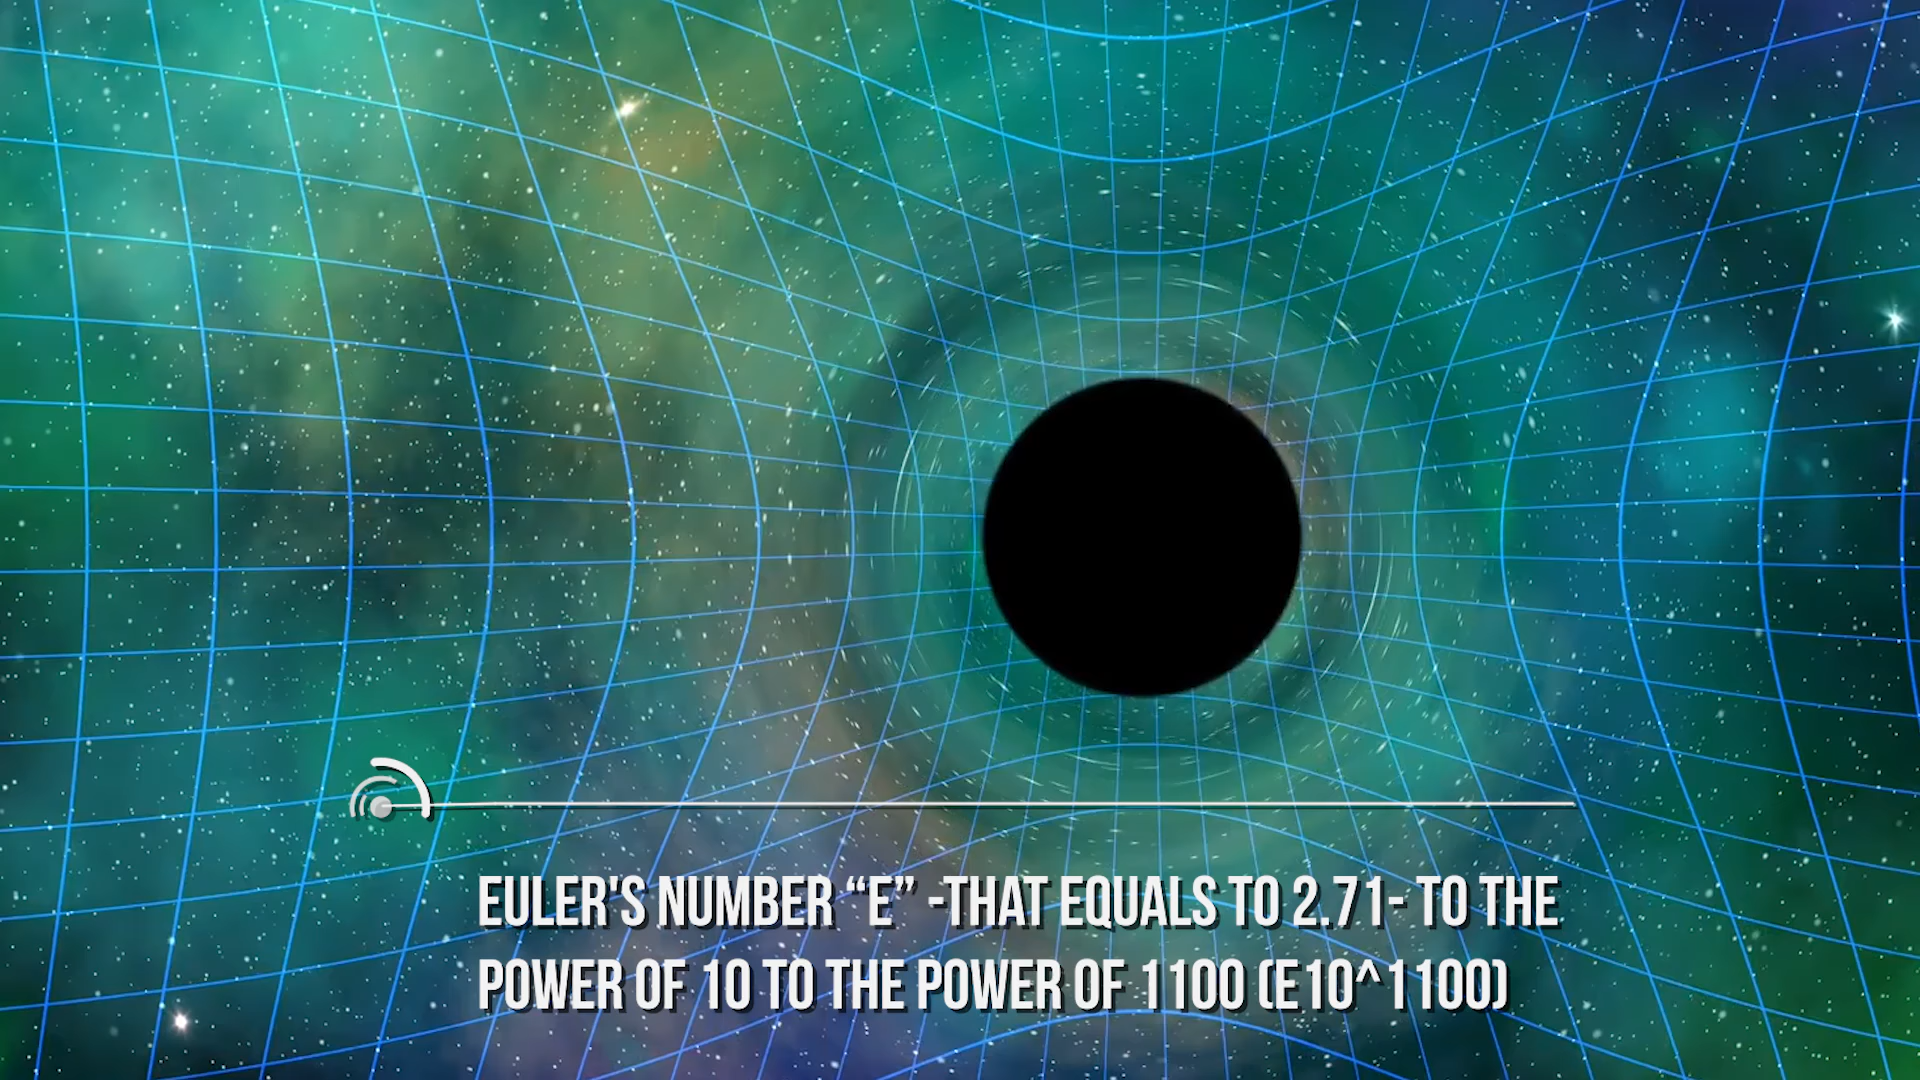 EULER'S NUMBER “E” -THAT EQUALS TO 2.71- TO THE
POWER OF 10 TO THE POWER OF 1100 (E10^1100)